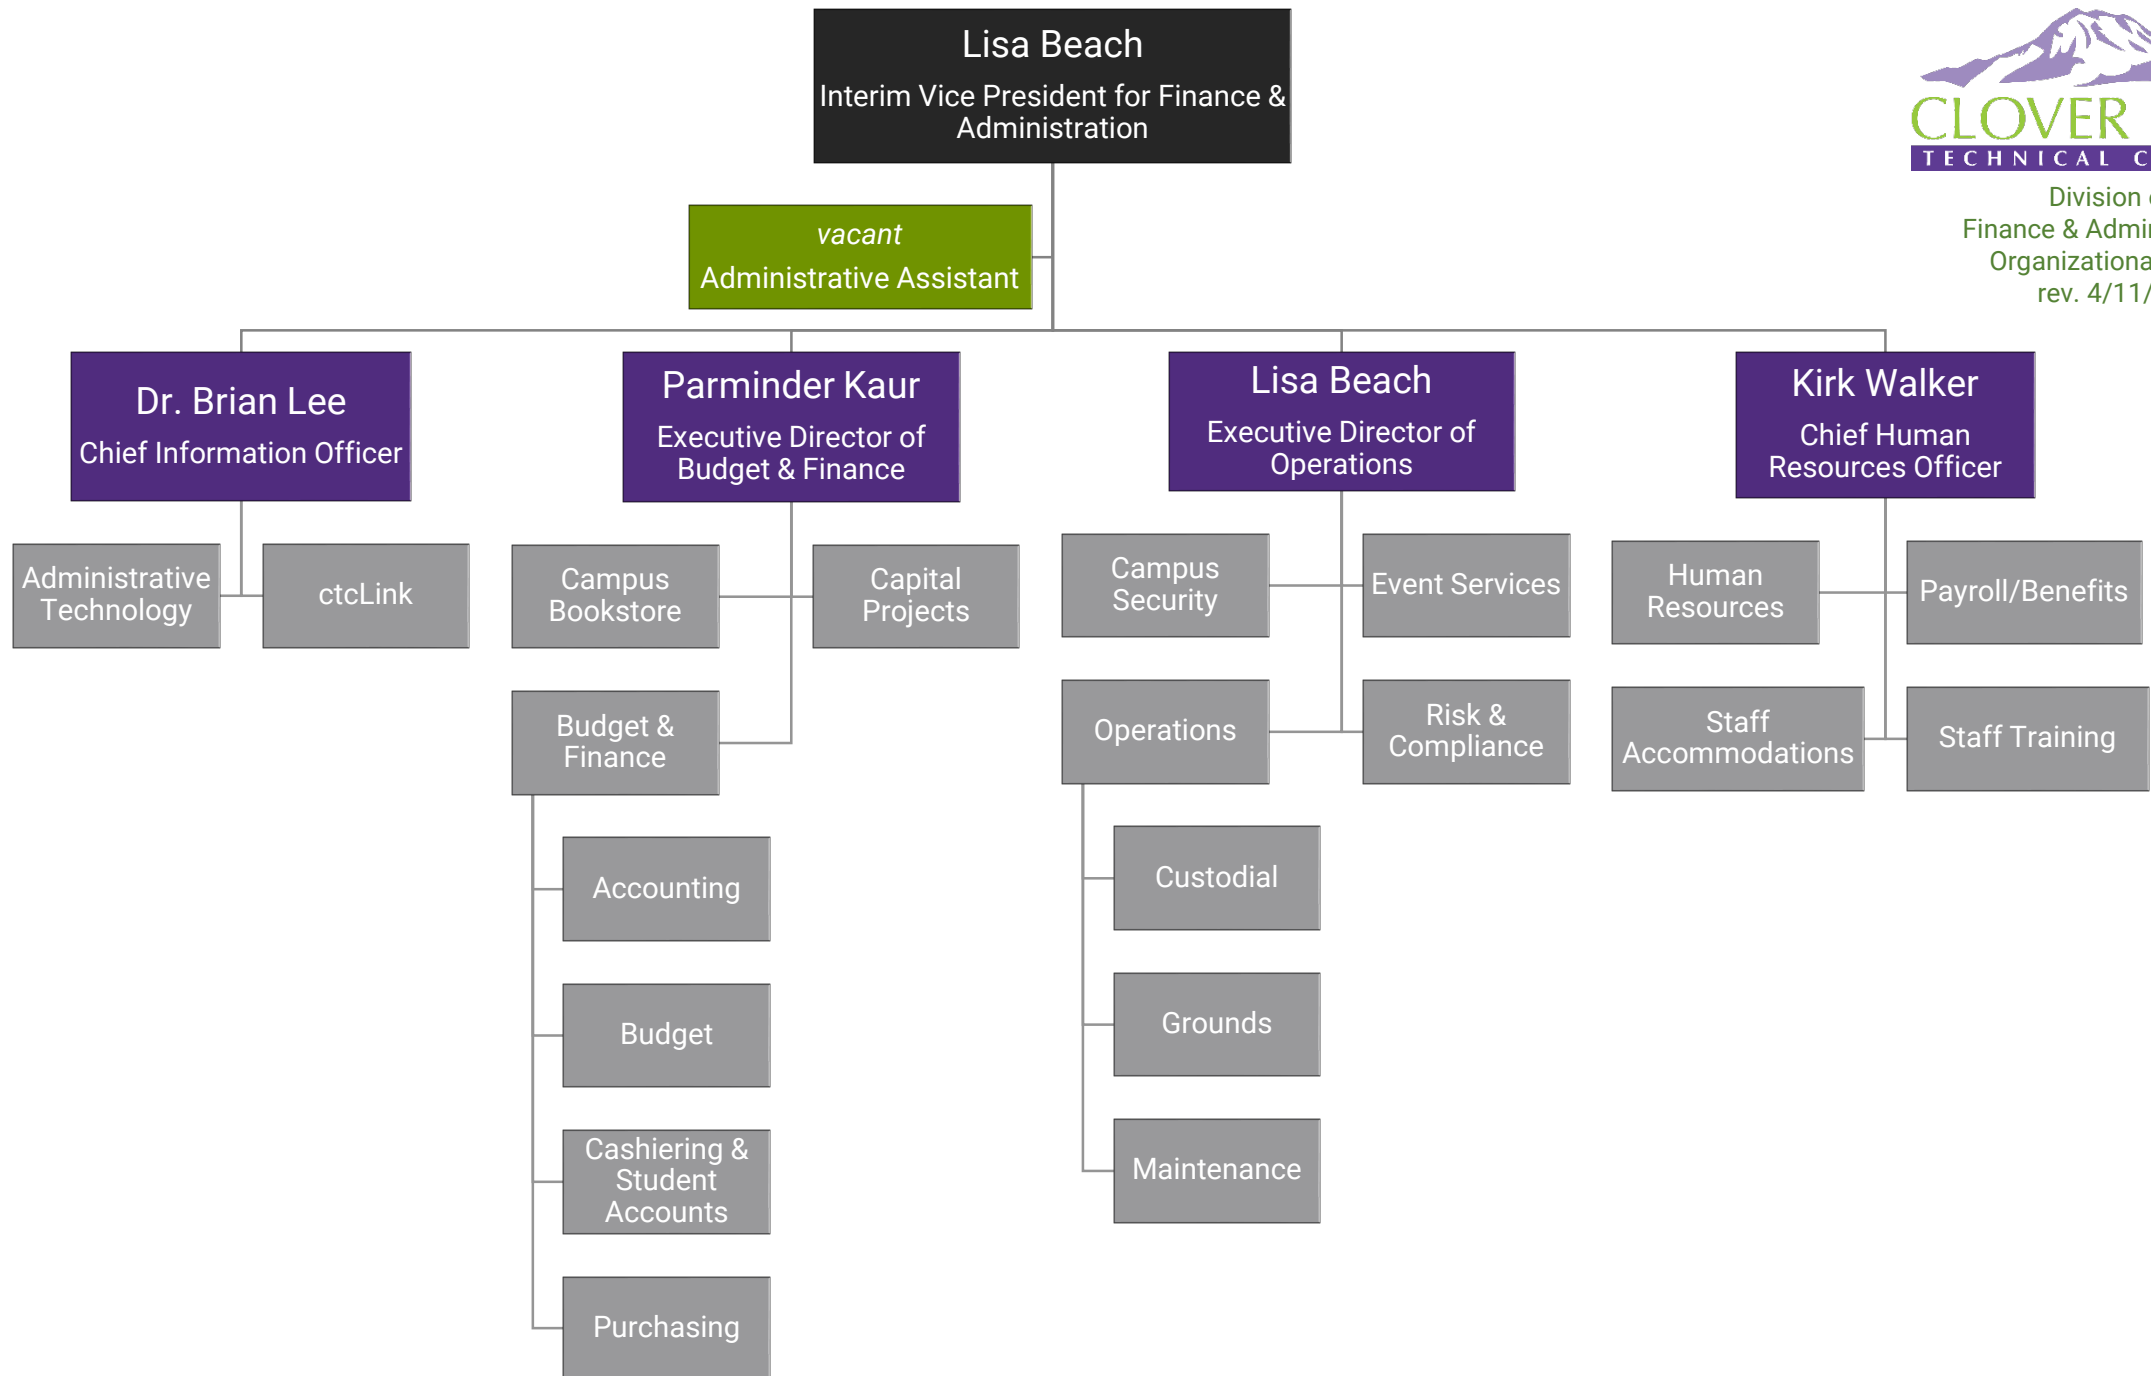 Lisa Beach
Interim Vice President for Finance &
Administration
CLOVER
TECHNICAL
Division
Finance &
rev. 4/11/
vacant
Administrative Assistant
Dr. Brian Lee
Chief Information Officer
Parminder Kaur
Executive Director of
Budget & Finance
Lisa Beach
Executive Director of
Operations
Kirk Walker
Chief Human
Resources Officer
Administrative
Technology
ctcLink
Campus
Bookstore
Capital
Projects
Campus
Security
Event Services
Human
Resources
Payroll/Benefits
Budget &
Finance
Operations
Risk &
Compliance
Staff
Accommodations
Staff Training
Accounting
Budget
Cashiering &
Student
Accounts
Purchasing
Custodial
Grounds
Maintenance